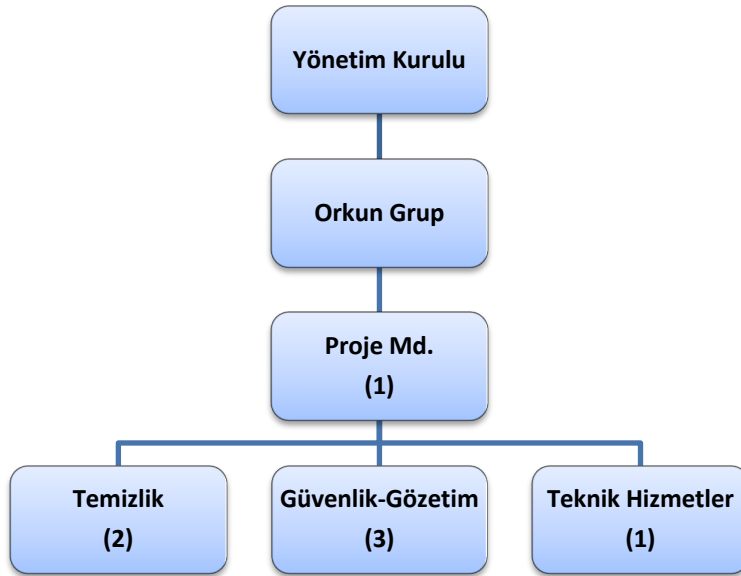 Yönetim Kurulu
Orkun Grup
Proje Md.
(1)
Temizlik
(2)
Güvenlik-Gözetim
(3)
Teknik Hizmetler
(1)